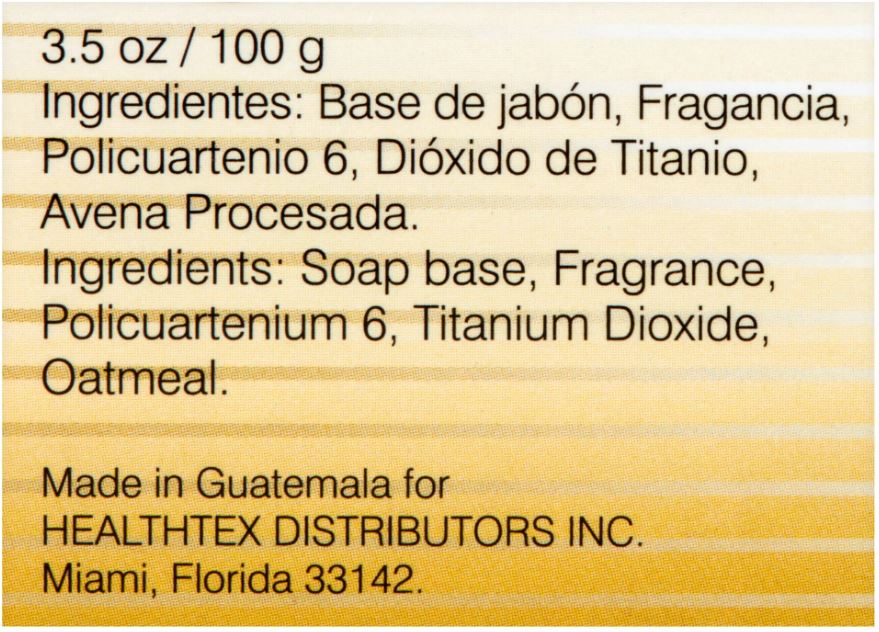 3.5 oz / 100 g
Ingredientes: Base de jabón, Fragancia,
Policuartenio 6, Dióxido de Titanio,
Avena Procesada.
Ingredients: Soap base, Fragrance,
Policuartenium 6, Titanium Dioxide,
Oatmeal.
Made in Guatemala for
HEALTHTEX DISTRIBUTORS INC.
Miami, Florida 33142.